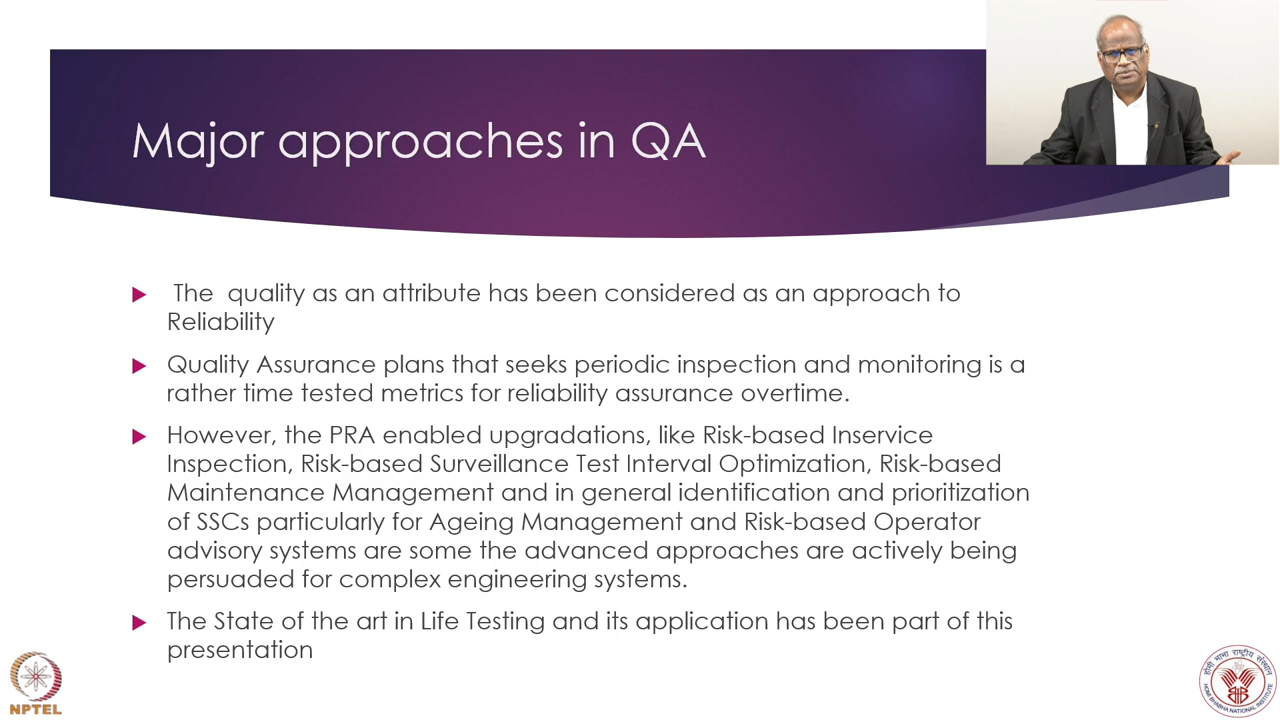 Major approaches in QA
The quality as an attribute has been considered as an approach to
Reliability
Quality Assurance plans that seeks periodic inspection and monitoring is a
rather time tested metrics for reliability assurance overtime.
However, the PRA enabled upgradations, like Risk-based Inservice
Inspection, Risk-based Surveillance Test Interval Optimization, Risk-based
Maintenance Management and in general identification and prioritization
of SSCs particularly for Ageing Management and Risk-based Operator
advisory systems are some the advanced approaches are actively being
persuaded for complex engineering systems.
The State of the art in Life Testing and its application has been part of this
presentation
NPTEL
होमी भाभा राष्ट्रीय संस्थान
HOMI BHABHA NATIONAL INSTITUTE